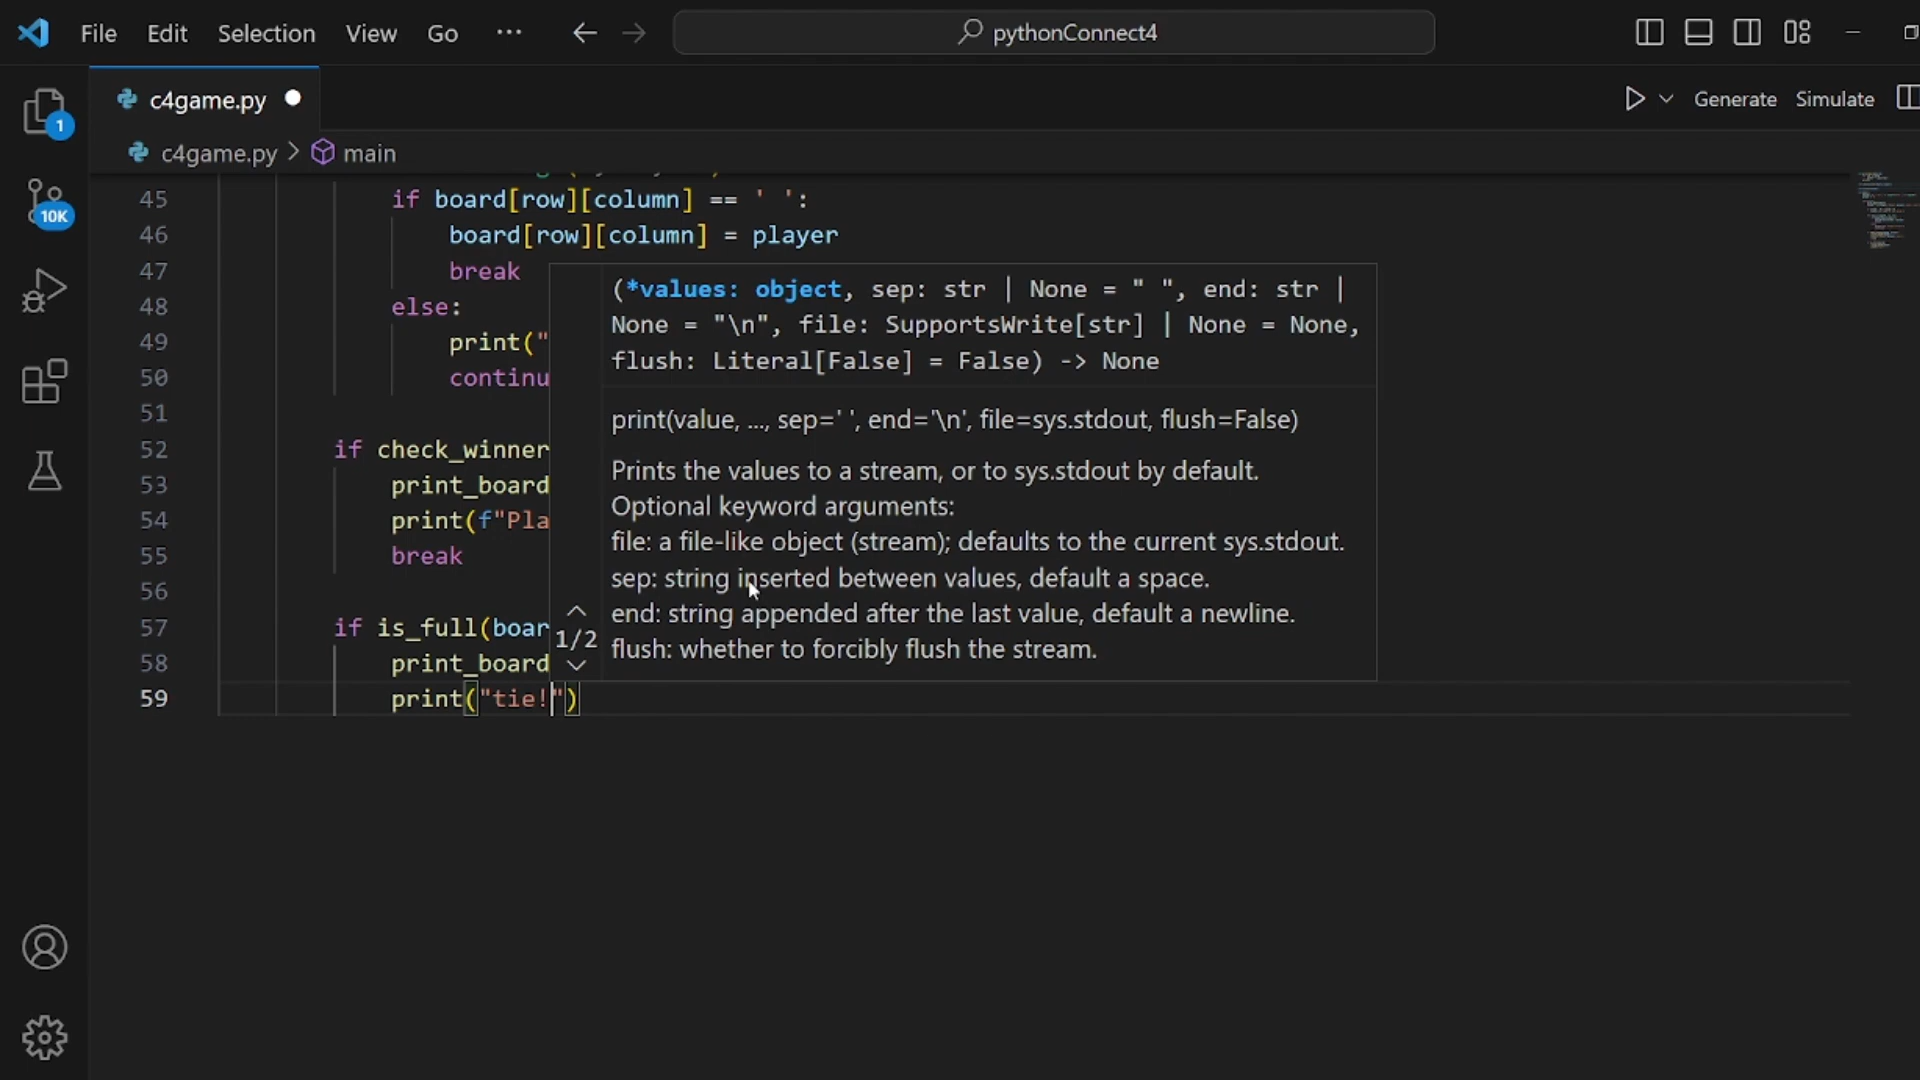 File Edit Selection View Go ··· pythonConnect4
c4game.py Generate Simulate
c4game.py > main
1
10K
45 if board[row][column] == ' ':
46 board[row][column] = player
47 break
48 else:
49 print("
50 continu
51
52 if check_winner
53 print_board
54 print(f"Pla
55 break
56
57 if is_full(boar
58 print_board
59 print("tie!")
(*values: object, sep: str | None = " ", end: str |
None = "\n", file: SupportsWrite[str] | None = None,
flush: Literal[False] = False) -> None
print(value, ..., sep=' ', end='\n', file=sys.stdout, flush=False)
Prints the values to a stream, or to sys.stdout by default.
Optional keyword arguments:
file: a file-like object (stream); defaults to the current sys.stdout.
sep: string inserted between values, default a space.
end: string appended after the last value, default a newline.
flush: whether to forcibly flush the stream.
1/2